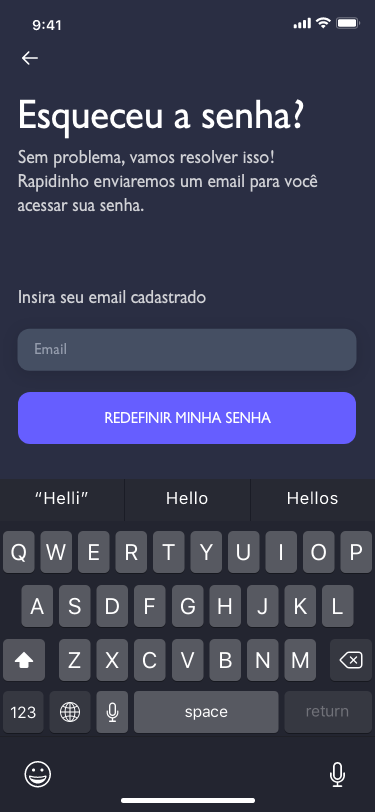 9:41
Esqueceu a senha?
Sem problema, vamos resolver isso!
Rapidinho enviaremos um email para você
acessar sua senha.
Insira seu email cadastrado
Email
REDEFINIR MINHA SENHA
“Helli” Hello Hellos
Q W E R T Y U I O P
A S D F G H J K L
Z X C V B N M
123 space return